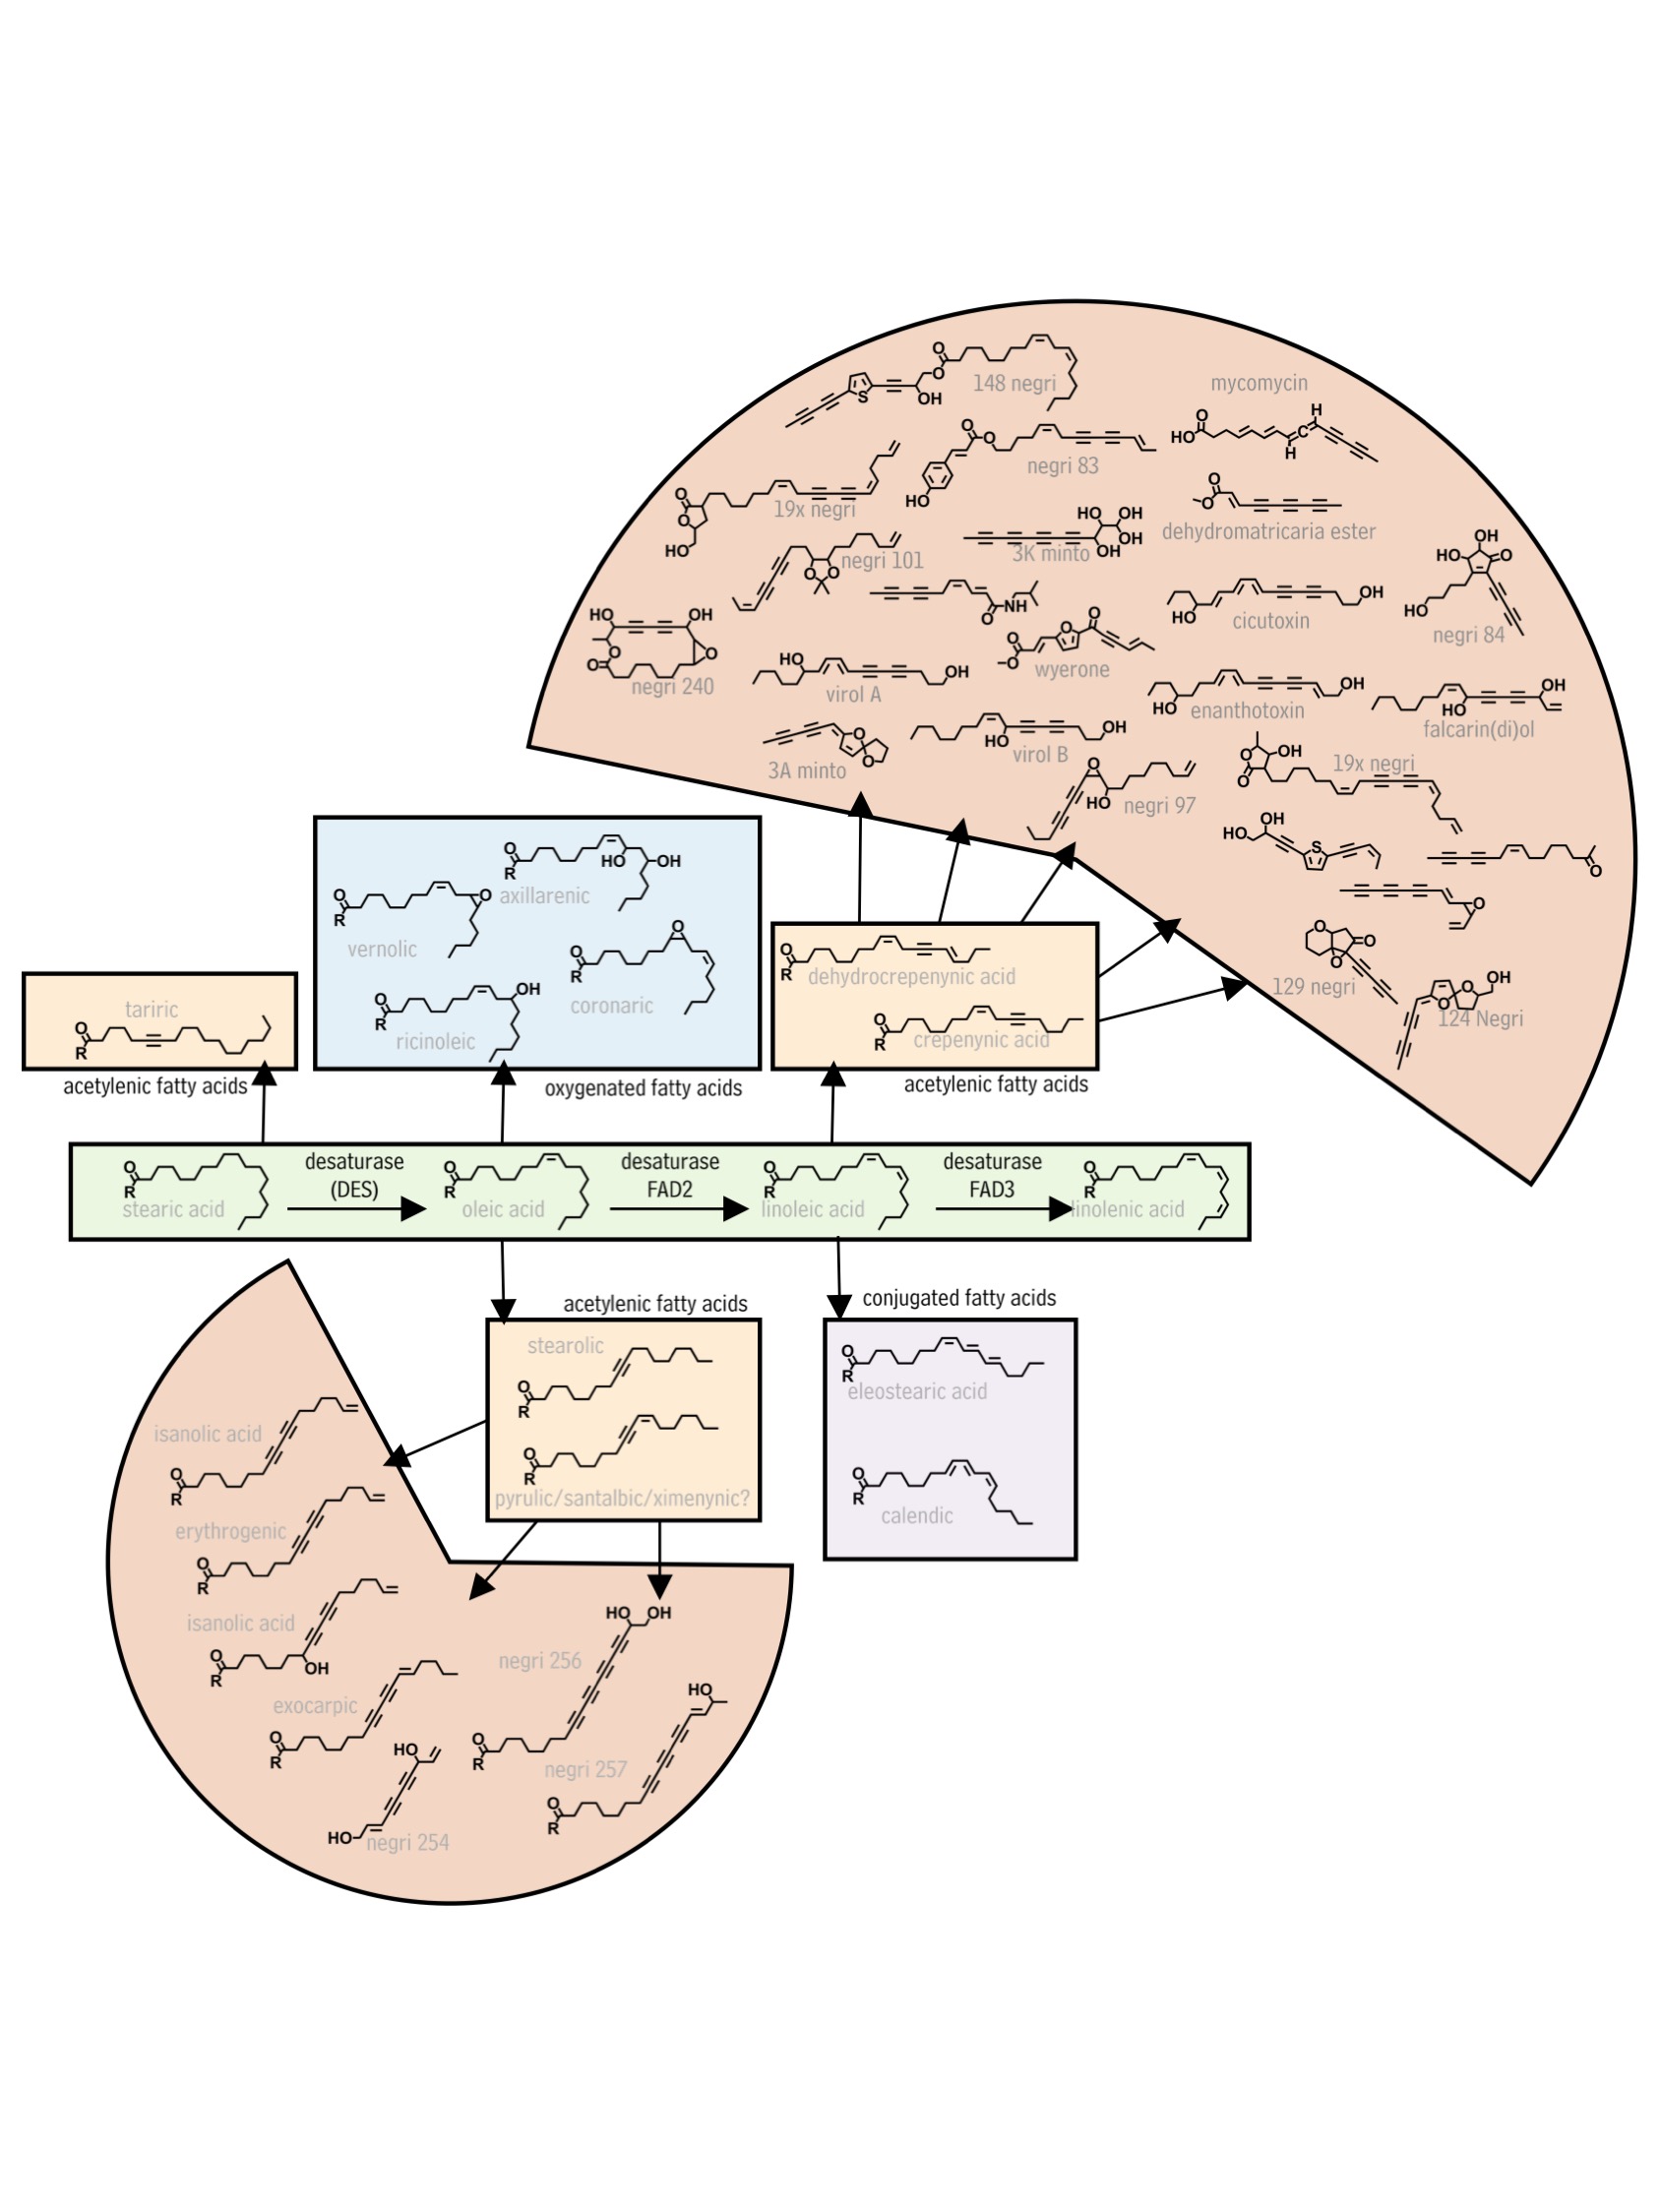 148 negri
mycomycin
negri 83
19x negri
dehydromatricaria ester
3K minto
negri 101
cicutoxin
negri 84
wyerone
negri 240
virol A
enanthotoxin
falcarin(di)ol
virol B
3A minto
19x negri
negri 97
129 negri
124 Negri
axillarenic
vernolic
coronaric
ricinoleic
oxygenated fatty acids
dehydrocrepenynic acid
crepenynic acid
acetylenic fatty acids
tariric
acetylenic fatty acids
desaturase
(DES)
desaturase
FAD2
desaturase
FAD3
stearic acid
oleic acid
linoleic acid
linolenic acid
acetylenic fatty acids
conjugated fatty acids
stearolic
pyrulic/santalbic/ximenynic?
eleostearic acid
calendic
isanolic acid
erythrogenic
isanolic acid
exocarpic
negri 256
negri 257
negri 254